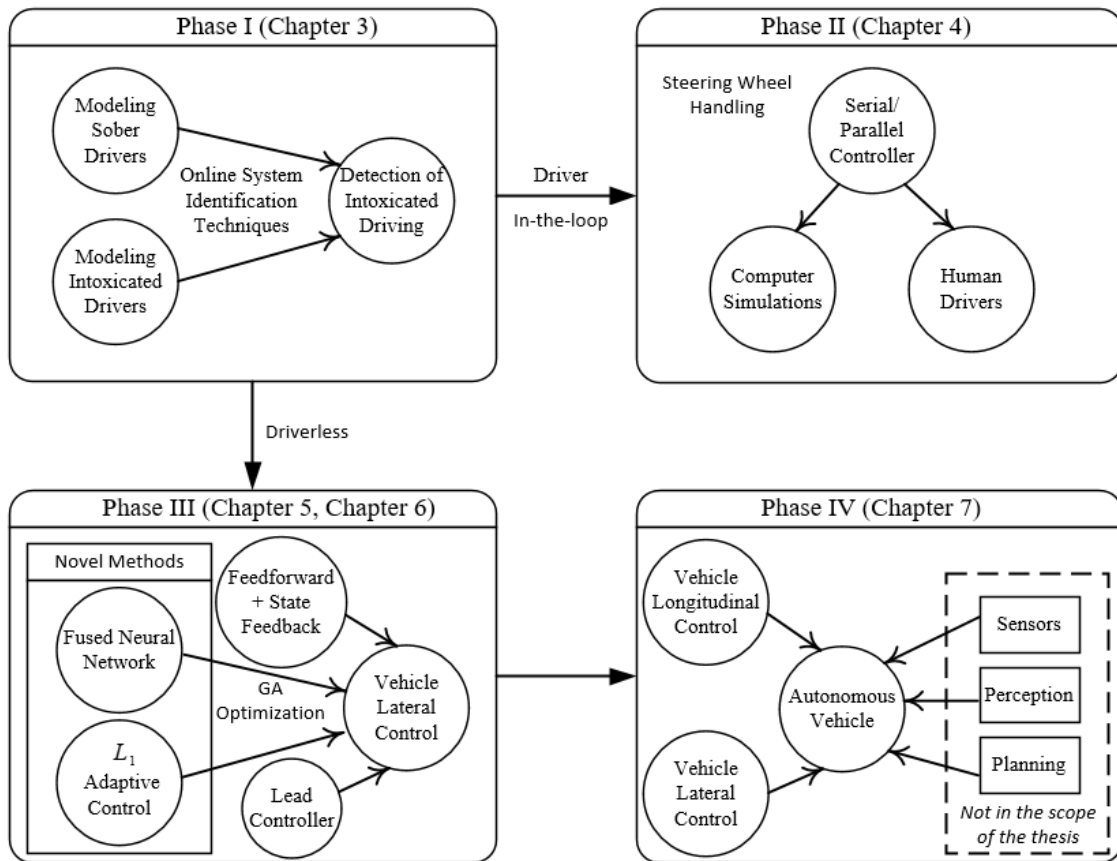 Phase I (Chapter 3)
Modeling
Sober
Drivers
Online System
Identification
Techniques
Detection of
Intoxicated
Driving
Modeling
Intoxicated
Drivers
Driver
In-the-loop
Phase II (Chapter 4)
Steering Wheel
Handling
Serial/
Parallel
Controller
Computer
Simulations
Human
Drivers
Driverless
Phase III (Chapter 5, Chapter 6)
Novel Methods
Fused Neural
Network
L1
Adaptive
Control
Feedforward
+ State
Feedback
GA
Optimization
Vehicle
Lateral
Control
Lead
Controller
Phase IV (Chapter 7)
Vehicle
Longitudinal
Control
Autonomous
Vehicle
Vehicle
Lateral
Control
Sensors
Perception
Planning
Not in the scope
of the thesis